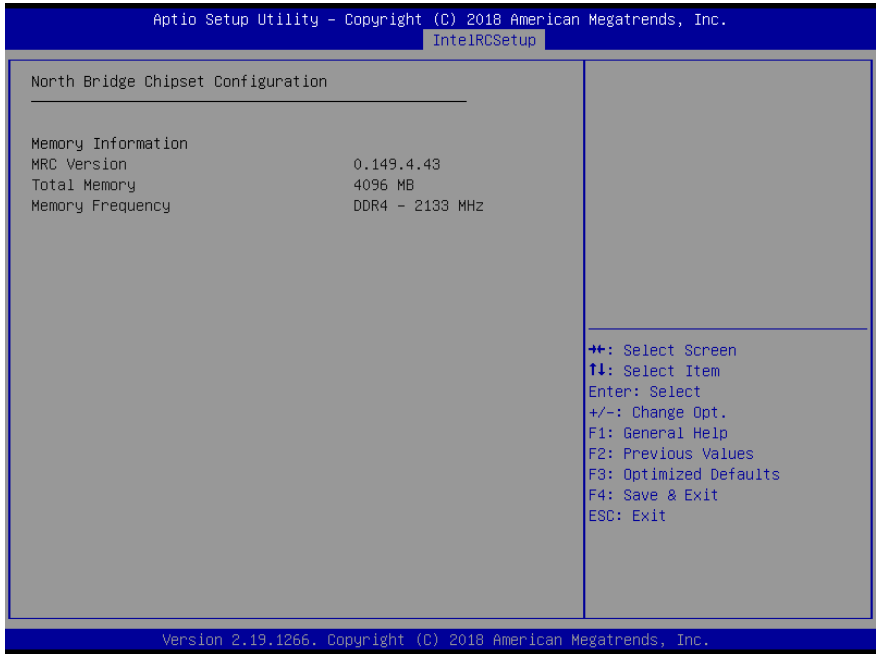 Aptio Setup Utility – Copyright (C) 2018 American Megatrends, Inc.
IntelRCSetup
North Bridge Chipset Configuration
Memory Information
MRC Version 0.149.4.43
Total Memory 4096 MB
Memory Frequency DDR4 – 2133 MHz
→←: Select Screen
↑↓: Select Item
Enter: Select
+/-: Change Opt.
F1: General Help
F2: Previous Values
F3: Optimized Defaults
F4: Save & Exit
ESC: Exit
Version 2.19.1266. Copyright (C) 2018 American Megatrends, Inc.